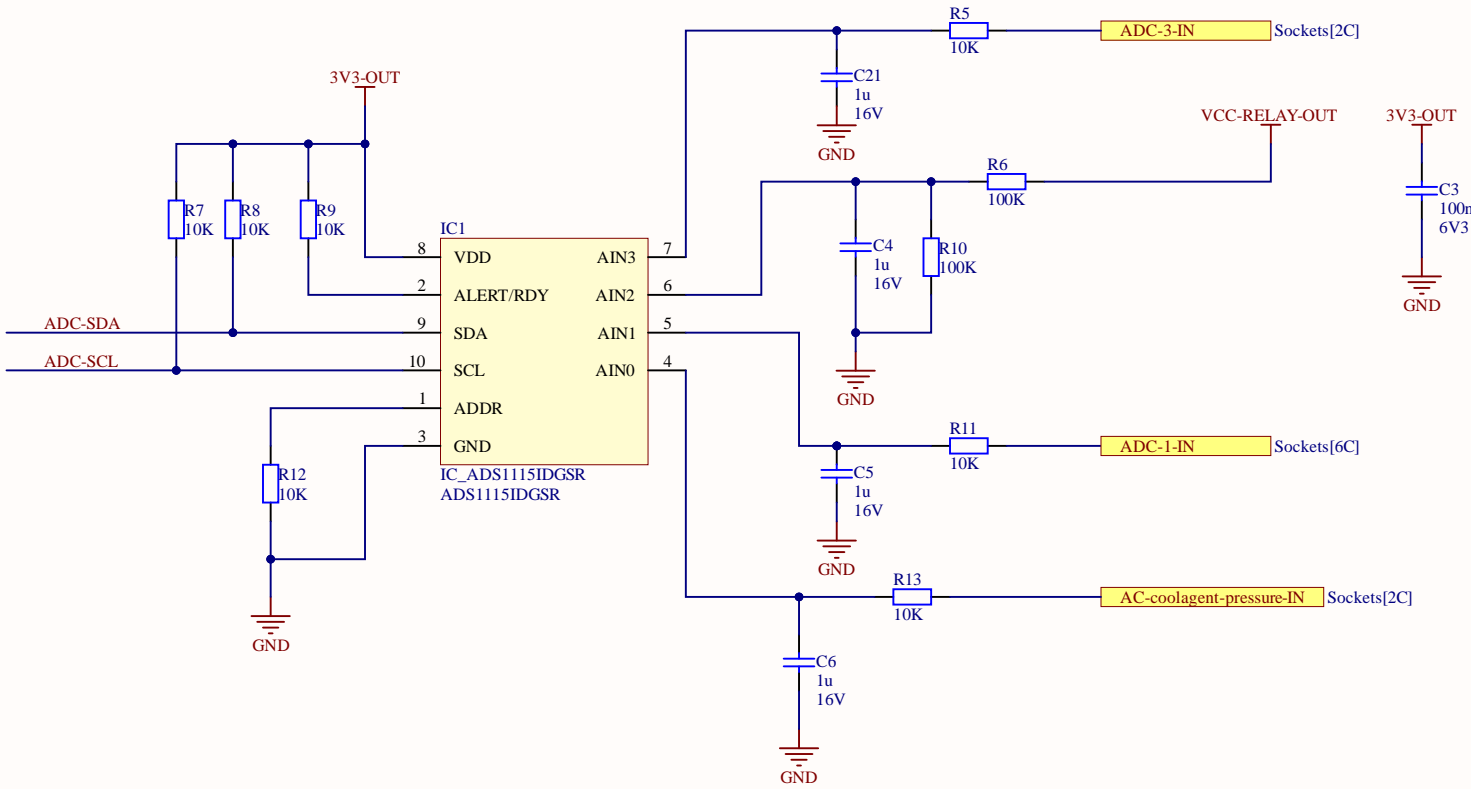 R5
ADC-3-IN
Sockets[2C]
10K
C21
1u
16V
GND
3V3-OUT
VCC-RELAY-OUT
3V3-OUT
R6
100K
C3
100n
6V3
GND
R7
10K
R8
10K
R9
10K
C4
1u
16V
R10
100K
GND
IC1
8
VDD
AIN3
7
2
ALERT/RDY
AIN2
6
ADC-SDA
9
SDA
AIN1
5
ADC-SCL
10
SCL
AIN0
4
1
ADDR
3
GND
IC_ADS1115IDGSR
ADS1115IDGSR
R12
10K
GND
R11
10K
ADC-1-IN
Sockets[6C]
C5
1u
16V
GND
R13
10K
AC-coolagent-pressure-IN
Sockets[2C]
C6
1u
16V
GND